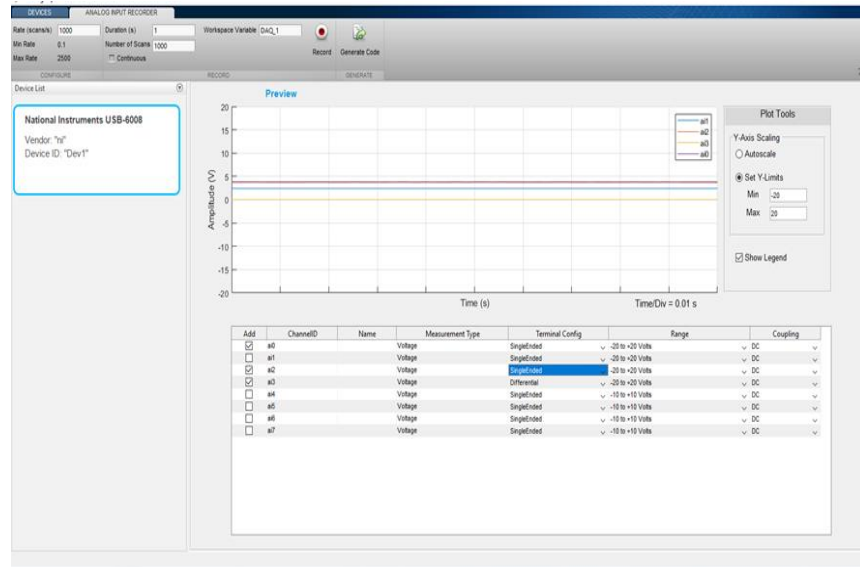 DEVICES ANALOG INPUT RECORDER
Rate (scans/s) 1000 Duration (s) 1 Workspace Variable DAQ_1
Min Rate 0.1 Number of Scans 1000
Max Rate 2500 Continuous Record Generate Code
CONFIGURE RECORD GENERATE
Device List
National Instruments USB-6008
Vendor: "ni"
Device ID: "Dev1"
Preview
20
15
10
5
0
-5
-10
-15
-20
Amplitude (V)
Time (s)
Time/Div = 0.01 s
ai1
ai2
ai3
ai0
Plot Tools
Y-Axis Scaling
Autoscale
Set Y-Limits
Min -20
Max 20
Show Legend
Add ChannelID Name Measurement Type Terminal Config Range Coupling
ai0 Voltage SingleEnded -20 to +20 Volts DC
ai1 Voltage SingleEnded -20 to +20 Volts DC
ai2 Voltage SingleEnded -20 to +20 Volts DC
ai3 Voltage Differential -20 to +20 Volts DC
ai4 Voltage SingleEnded -10 to +10 Volts DC
ai5 Voltage SingleEnded -10 to +10 Volts DC
ai6 Voltage SingleEnded -10 to +10 Volts DC
ai7 Voltage SingleEnded -10 to +10 Volts DC